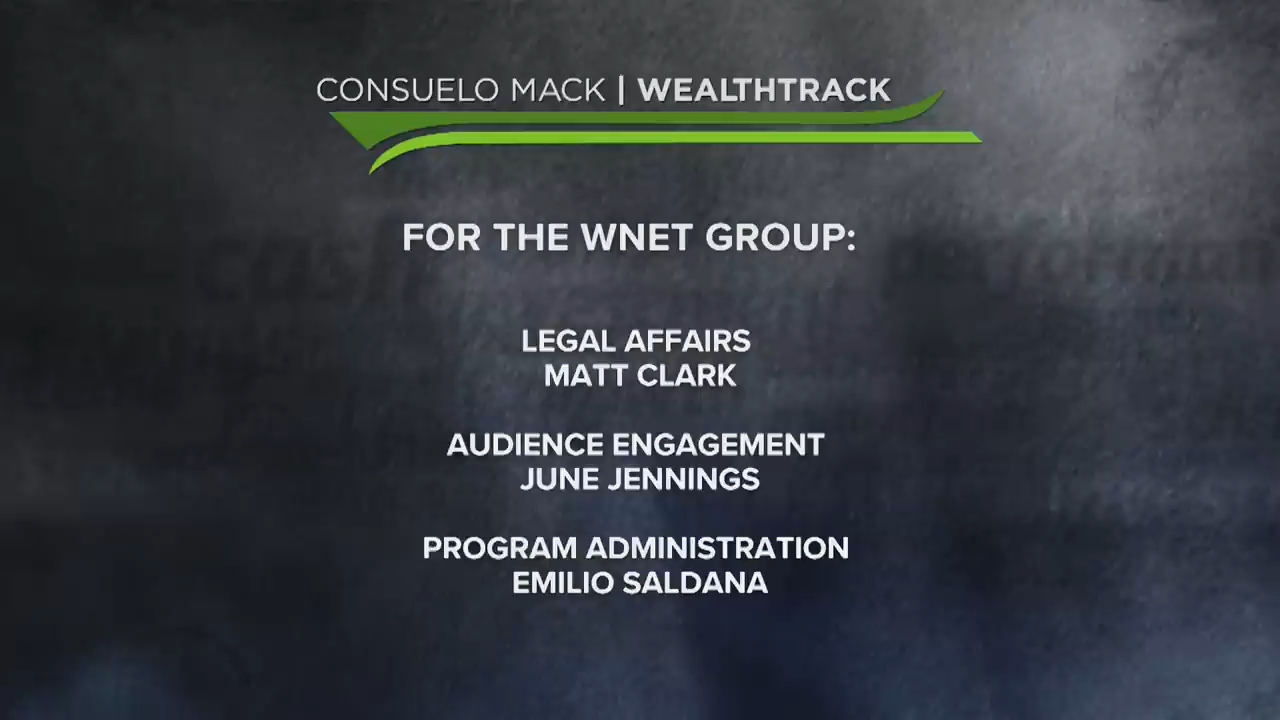 CONSUELO MACK | WEALTHTRACK
FOR THE WNET GROUP:
LEGAL AFFAIRS
MATT CLARK
AUDIENCE ENGAGEMENT
JUNE JENNINGS
PROGRAM ADMINISTRATION
EMILIO SALDANA